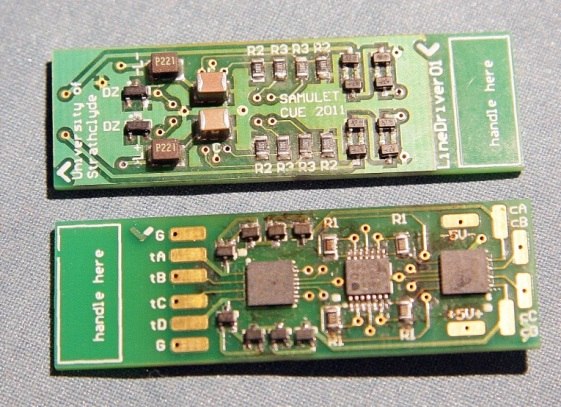 L-
P221
DZ
DZ
P221
L+
C
C
University of
Strathclyde
R2 R3 R3 R2
SAMULET
CUE 2011
R2 R3 R3 R2
LineDriver01
handle here
handle here
G
tA
tB
tC
tD
G
R1
R1
R1
R1
-5V-
+5V+
cA
cB